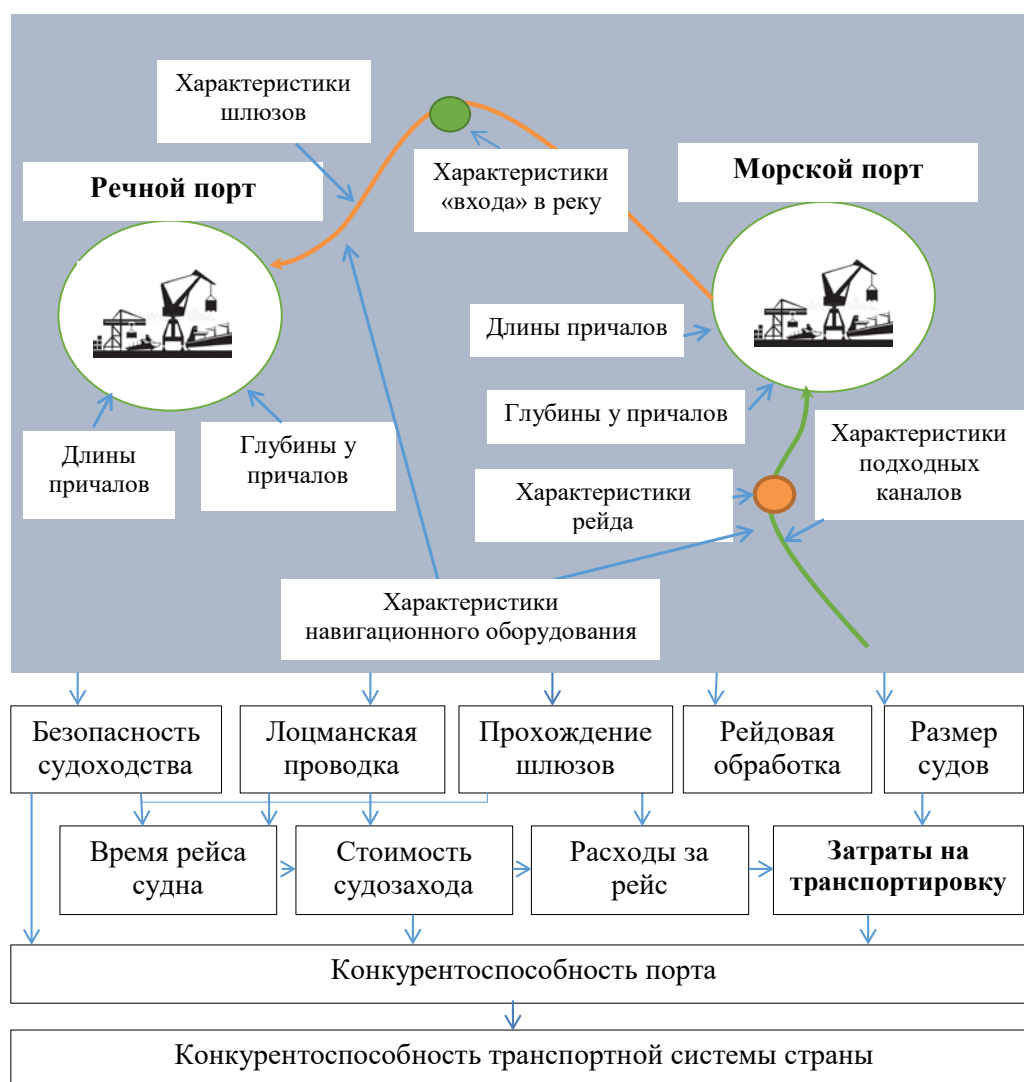 Характеристики
шлюзов
Речной порт
Характеристики
«входа» в реку
Морской порт
Длины причалов
Глубины у причалов
Характеристики
подходных
каналов
Длины
причалов
Глубины у
причалов
Характеристики
рейда
Характеристики
навигационного оборудования
Безопасность
судоходства
Лоцманская
проводка
Прохождение
шлюзов
Рейдовая
обработка
Размер
судов
Время рейса
судна
Стоимость
судозахода
Расходы за
рейс
Затраты на
транспортировку
Конкурентоспособность порта
Конкурентоспособность транспортной системы страны